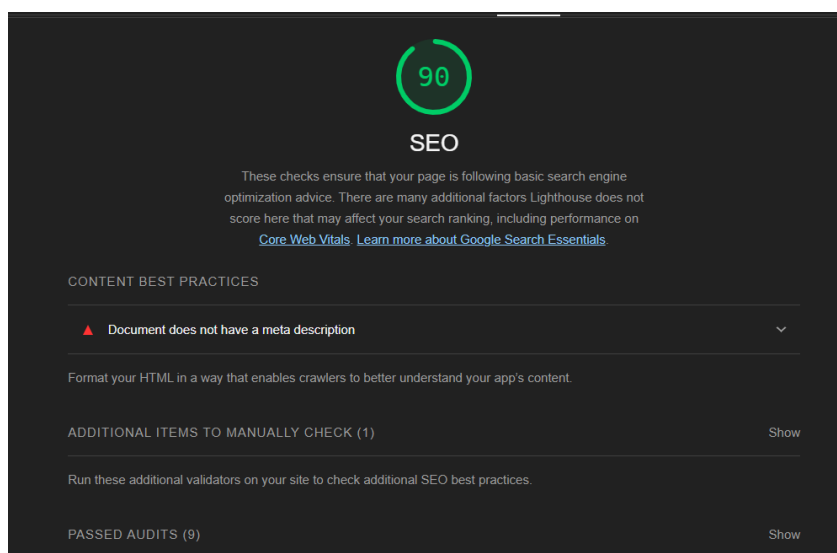 90
SEO
These checks ensure that your page is following basic search engine
optimization advice. There are many additional factors Lighthouse does not
score here that may affect your search ranking, including performance on
Core Web Vitals. Learn more about Google Search Essentials.
CONTENT BEST PRACTICES
Document does not have a meta description
Format your HTML in a way that enables crawlers to better understand your app's content.
ADDITIONAL ITEMS TO MANUALLY CHECK (1) Show
Run these additional validators on your site to check additional SEO best practices.
PASSED AUDITS (9) Show